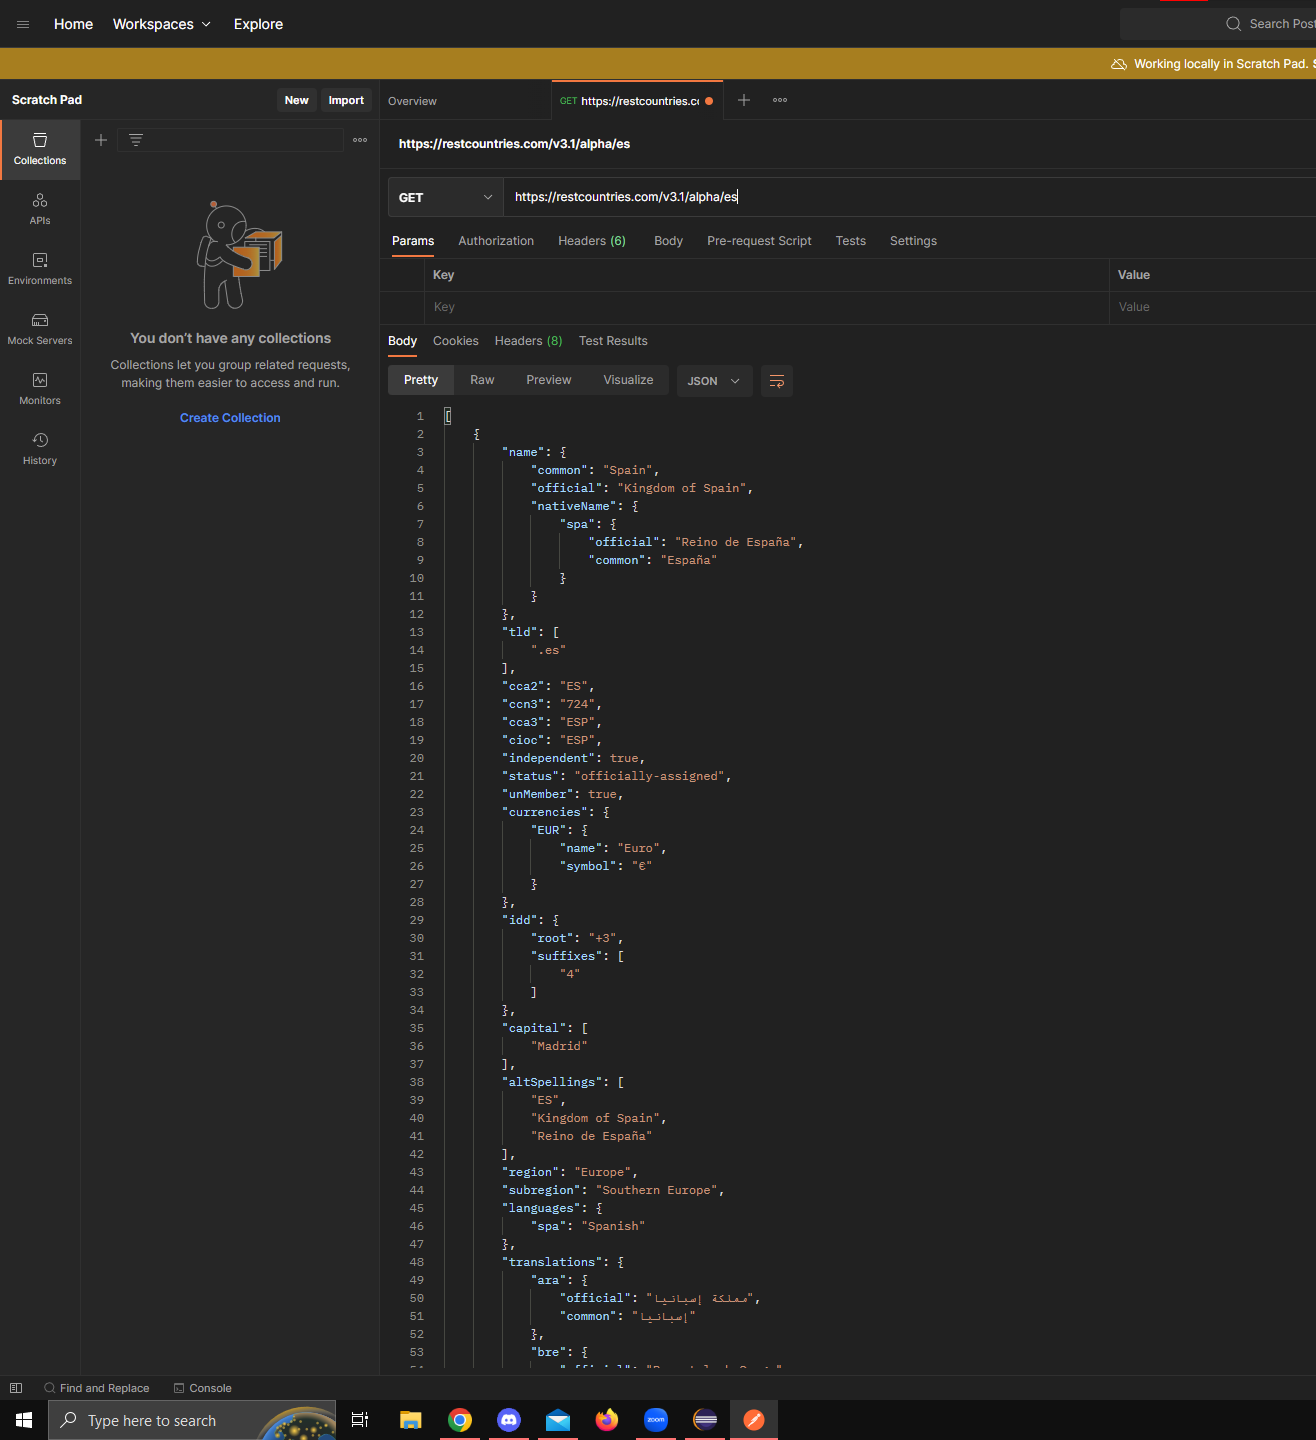 Home Workspaces Explore Search Post
Working locally in Scratch Pad. S
Scratch Pad New Import Overview GET https://restcountries.co
https://restcountries.com/v3.1/alpha/es
GET https://restcountries.com/v3.1/alpha/es
Params Authorization Headers (6) Body Pre-request Script Tests Settings
Key Value
Key Value
Body Cookies Headers (8) Test Results
Pretty Raw Preview Visualize JSON
Collections
APIs
Environments
Mock Servers
Monitors
History
You don’t have any collections
Collections let you group related requests,
making them easier to access and run.
Create Collection
1 [
2 {
3 "name": {
4 "common": "Spain",
5 "official": "Kingdom of Spain",
6 "nativeName": {
7 "spa": {
8 "official": "Reino de España",
9 "common": "España"
10 }
11 }
12 },
13 "tld": [
14 ".es"
15 ],
16 "cca2": "ES",
17 "ccn3": "724",
18 "cca3": "ESP",
19 "cioc": "ESP",
20 "independent": true,
21 "status": "officially-assigned",
22 "unMember": true,
23 "currencies": {
24 "EUR": {
25 "name": "Euro",
26 "symbol": "€"
27 }
28 },
29 "idd": {
30 "root": "+3",
31 "suffixes": [
32 "4"
33 ]
34 },
35 "capital": [
36 "Madrid"
37 ],
38 "altSpellings": [
39 "ES",
40 "Kingdom of Spain",
41 "Reino de España"
42 ],
43 "region": "Europe",
44 "subregion": "Southern Europe",
45 "languages": {
46 "spa": "Spanish"
47 },
48 "translations": {
49 "ara": {
50 "official": "مملكة إسبانيا",
51 "common": "إسبانيا"
52 },
53 "bre": {
Find and Replace Console
Type here to search
zoom